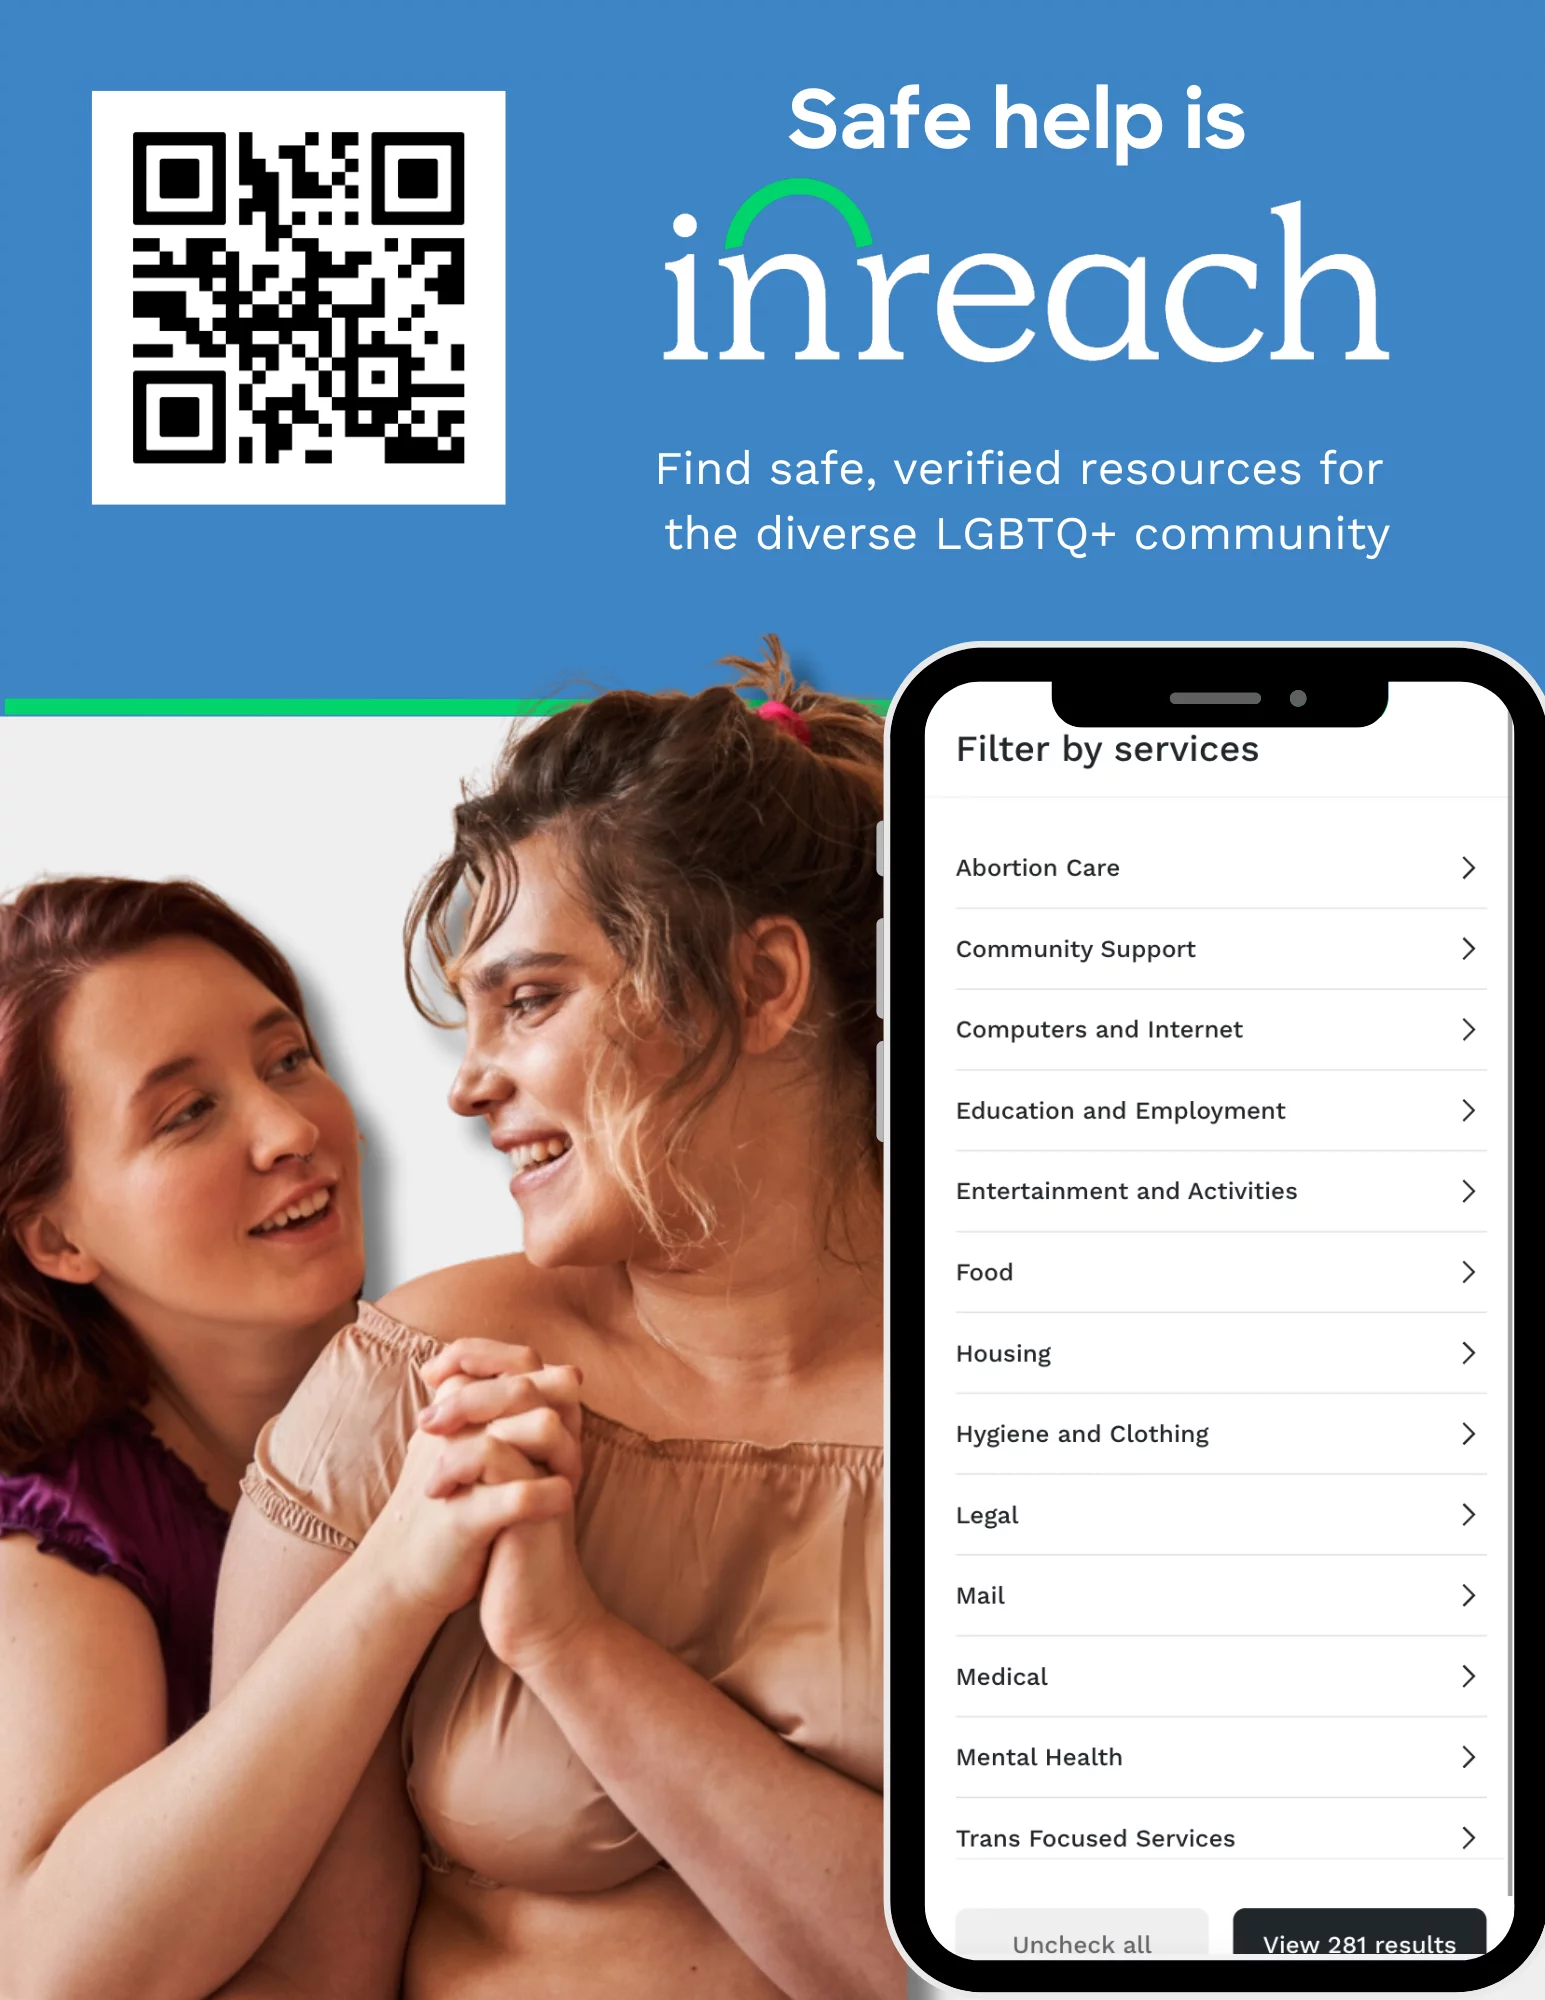 Safe help is
inreach
Find safe, verified resources for
the diverse LGBTQ+ community
Filter by services
Abortion Care
Community Support
Computers and Internet
Education and Employment
Entertainment and Activities
Food
Housing
Hygiene and Clothing
Legal
Mail
Medical
Mental Health
Trans Focused Services
Uncheck all
View 281 results